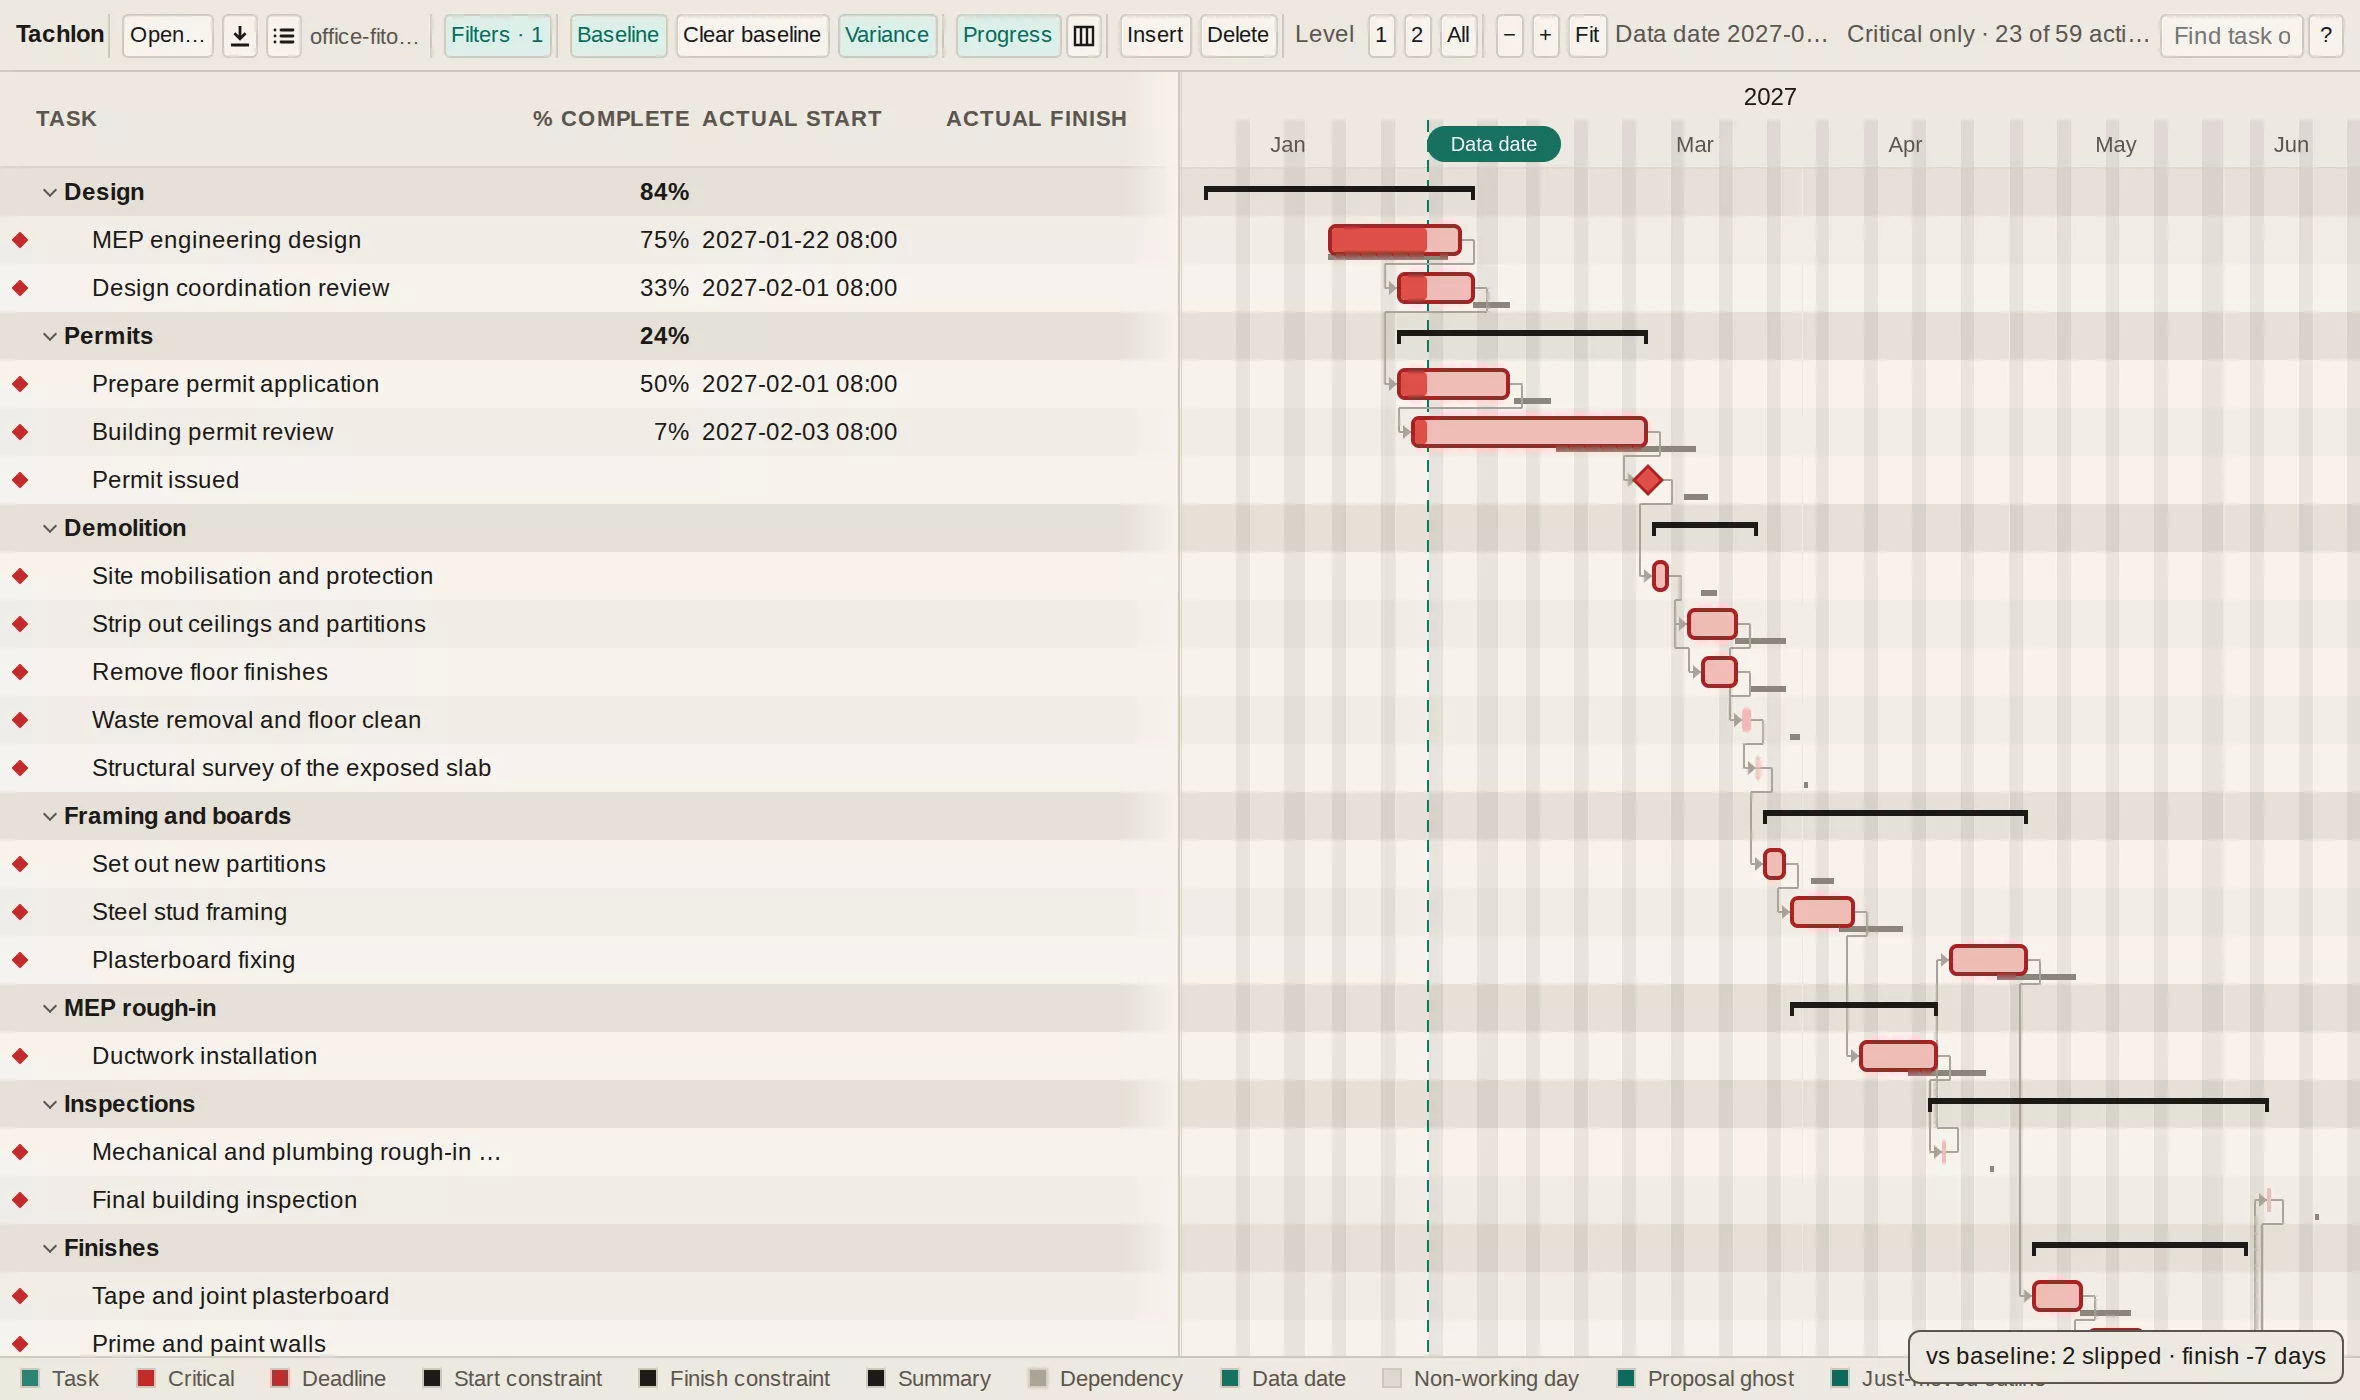 Tachlon Open… office-fito… Filters · 1 Baseline Clear baseline Variance Progress Insert Delete Level 1 2 All − + Fit Data date 2027-0… Critical only · 23 of 59 acti… Find task o ?
TASK % COMPLETE ACTUAL START ACTUAL FINISH
2027
Jan Data date Mar Apr May Jun
Design 84%
MEP engineering design 75% 2027-01-22 08:00
Design coordination review 33% 2027-02-01 08:00
Permits 24%
Prepare permit application 50% 2027-02-01 08:00
Building permit review 7% 2027-02-03 08:00
Permit issued
Demolition
Site mobilisation and protection
Strip out ceilings and partitions
Remove floor finishes
Waste removal and floor clean
Structural survey of the exposed slab
Framing and boards
Set out new partitions
Steel stud framing
Plasterboard fixing
MEP rough-in
Ductwork installation
Inspections
Mechanical and plumbing rough-in …
Final building inspection
Finishes
Tape and joint plasterboard
Prime and paint walls
vs baseline: 2 slipped · finish -7 days
Task Critical Deadline Start constraint Finish constraint Summary Dependency Data date Non-working day Proposal ghost